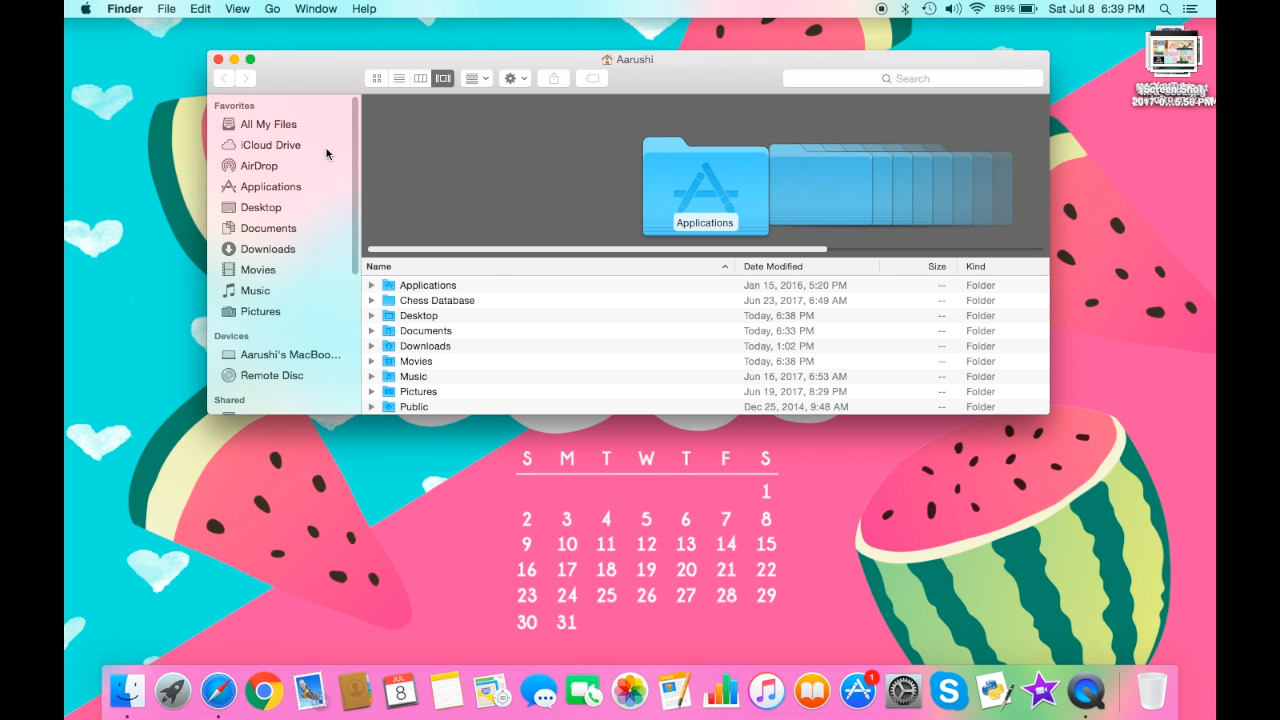 Finder File Edit View Go Window Help 89% Sat Jul 8 6:39 PM
Aarushi
Search
Favorites
All My Files
iCloud Drive
AirDrop
Applications
Desktop
Documents
Downloads
Movies
Music
Pictures
Devices
Aarushi's MacBoo...
Remote Disc
Shared
Applications
Name Date Modified Size Kind
Applications Jan 15, 2016, 5:20 PM -- Folder
Chess Database Jun 23, 2017, 6:49 AM -- Folder
Desktop Today, 6:38 PM -- Folder
Documents Today, 6:33 PM -- Folder
Downloads Today, 1:02 PM -- Folder
Movies Today, 6:38 PM -- Folder
Music Jun 16, 2017, 6:53 AM -- Folder
Pictures Jun 19, 2017, 8:29 PM -- Folder
Public Dec 25, 2014, 9:48 AM -- Folder
S M T W T F S
1
2 3 4 5 6 7 8
9 10 11 12 13 14 15
16 17 18 19 20 21 22
23 24 25 26 27 28 29
30 31
JUL
8
1